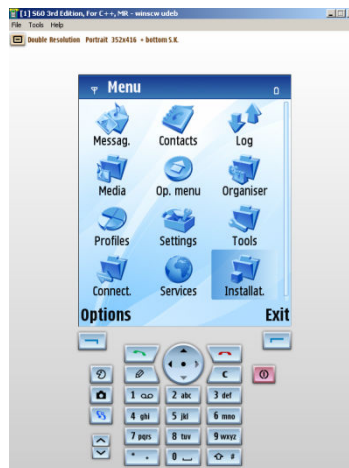 [1] S60 3rd Edition, For C++, MR - winscw udeb
File Tools Help
Double Resolution Portrait 352x416 + bottom S.K.
Menu
Messag. Contacts Log
Media Op. menu Organiser
Profiles Settings Tools
Connect. Services Installat.
Options Exit
C
1 2 abc 3 def
4 ghi 5 jkl 6 mno
7 pqrs 8 tuv 9 wxyz
* + 0 #